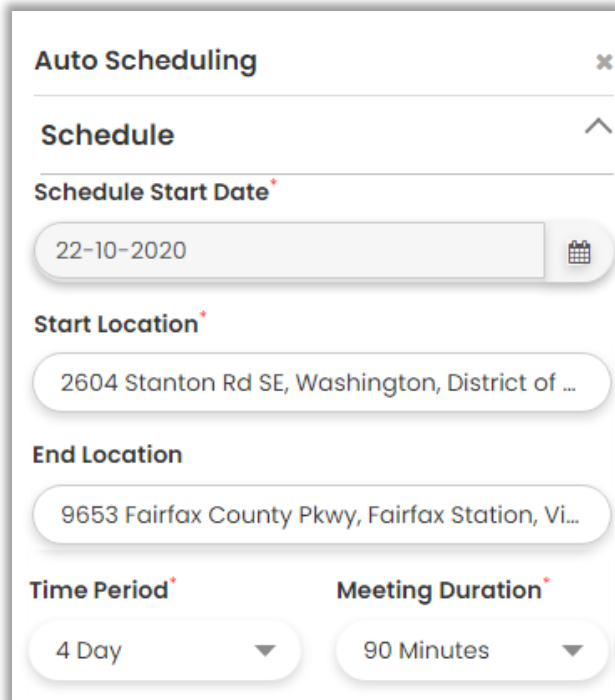 Auto Scheduling
Schedule
Schedule Start Date*
22-10-2020
Start Location*
2604 Stanton Rd SE, Washington, District of ...
End Location
9653 Fairfax County Pkwy, Fairfax Station, Vi...
Time Period* Meeting Duration*
4 Day 90 Minutes